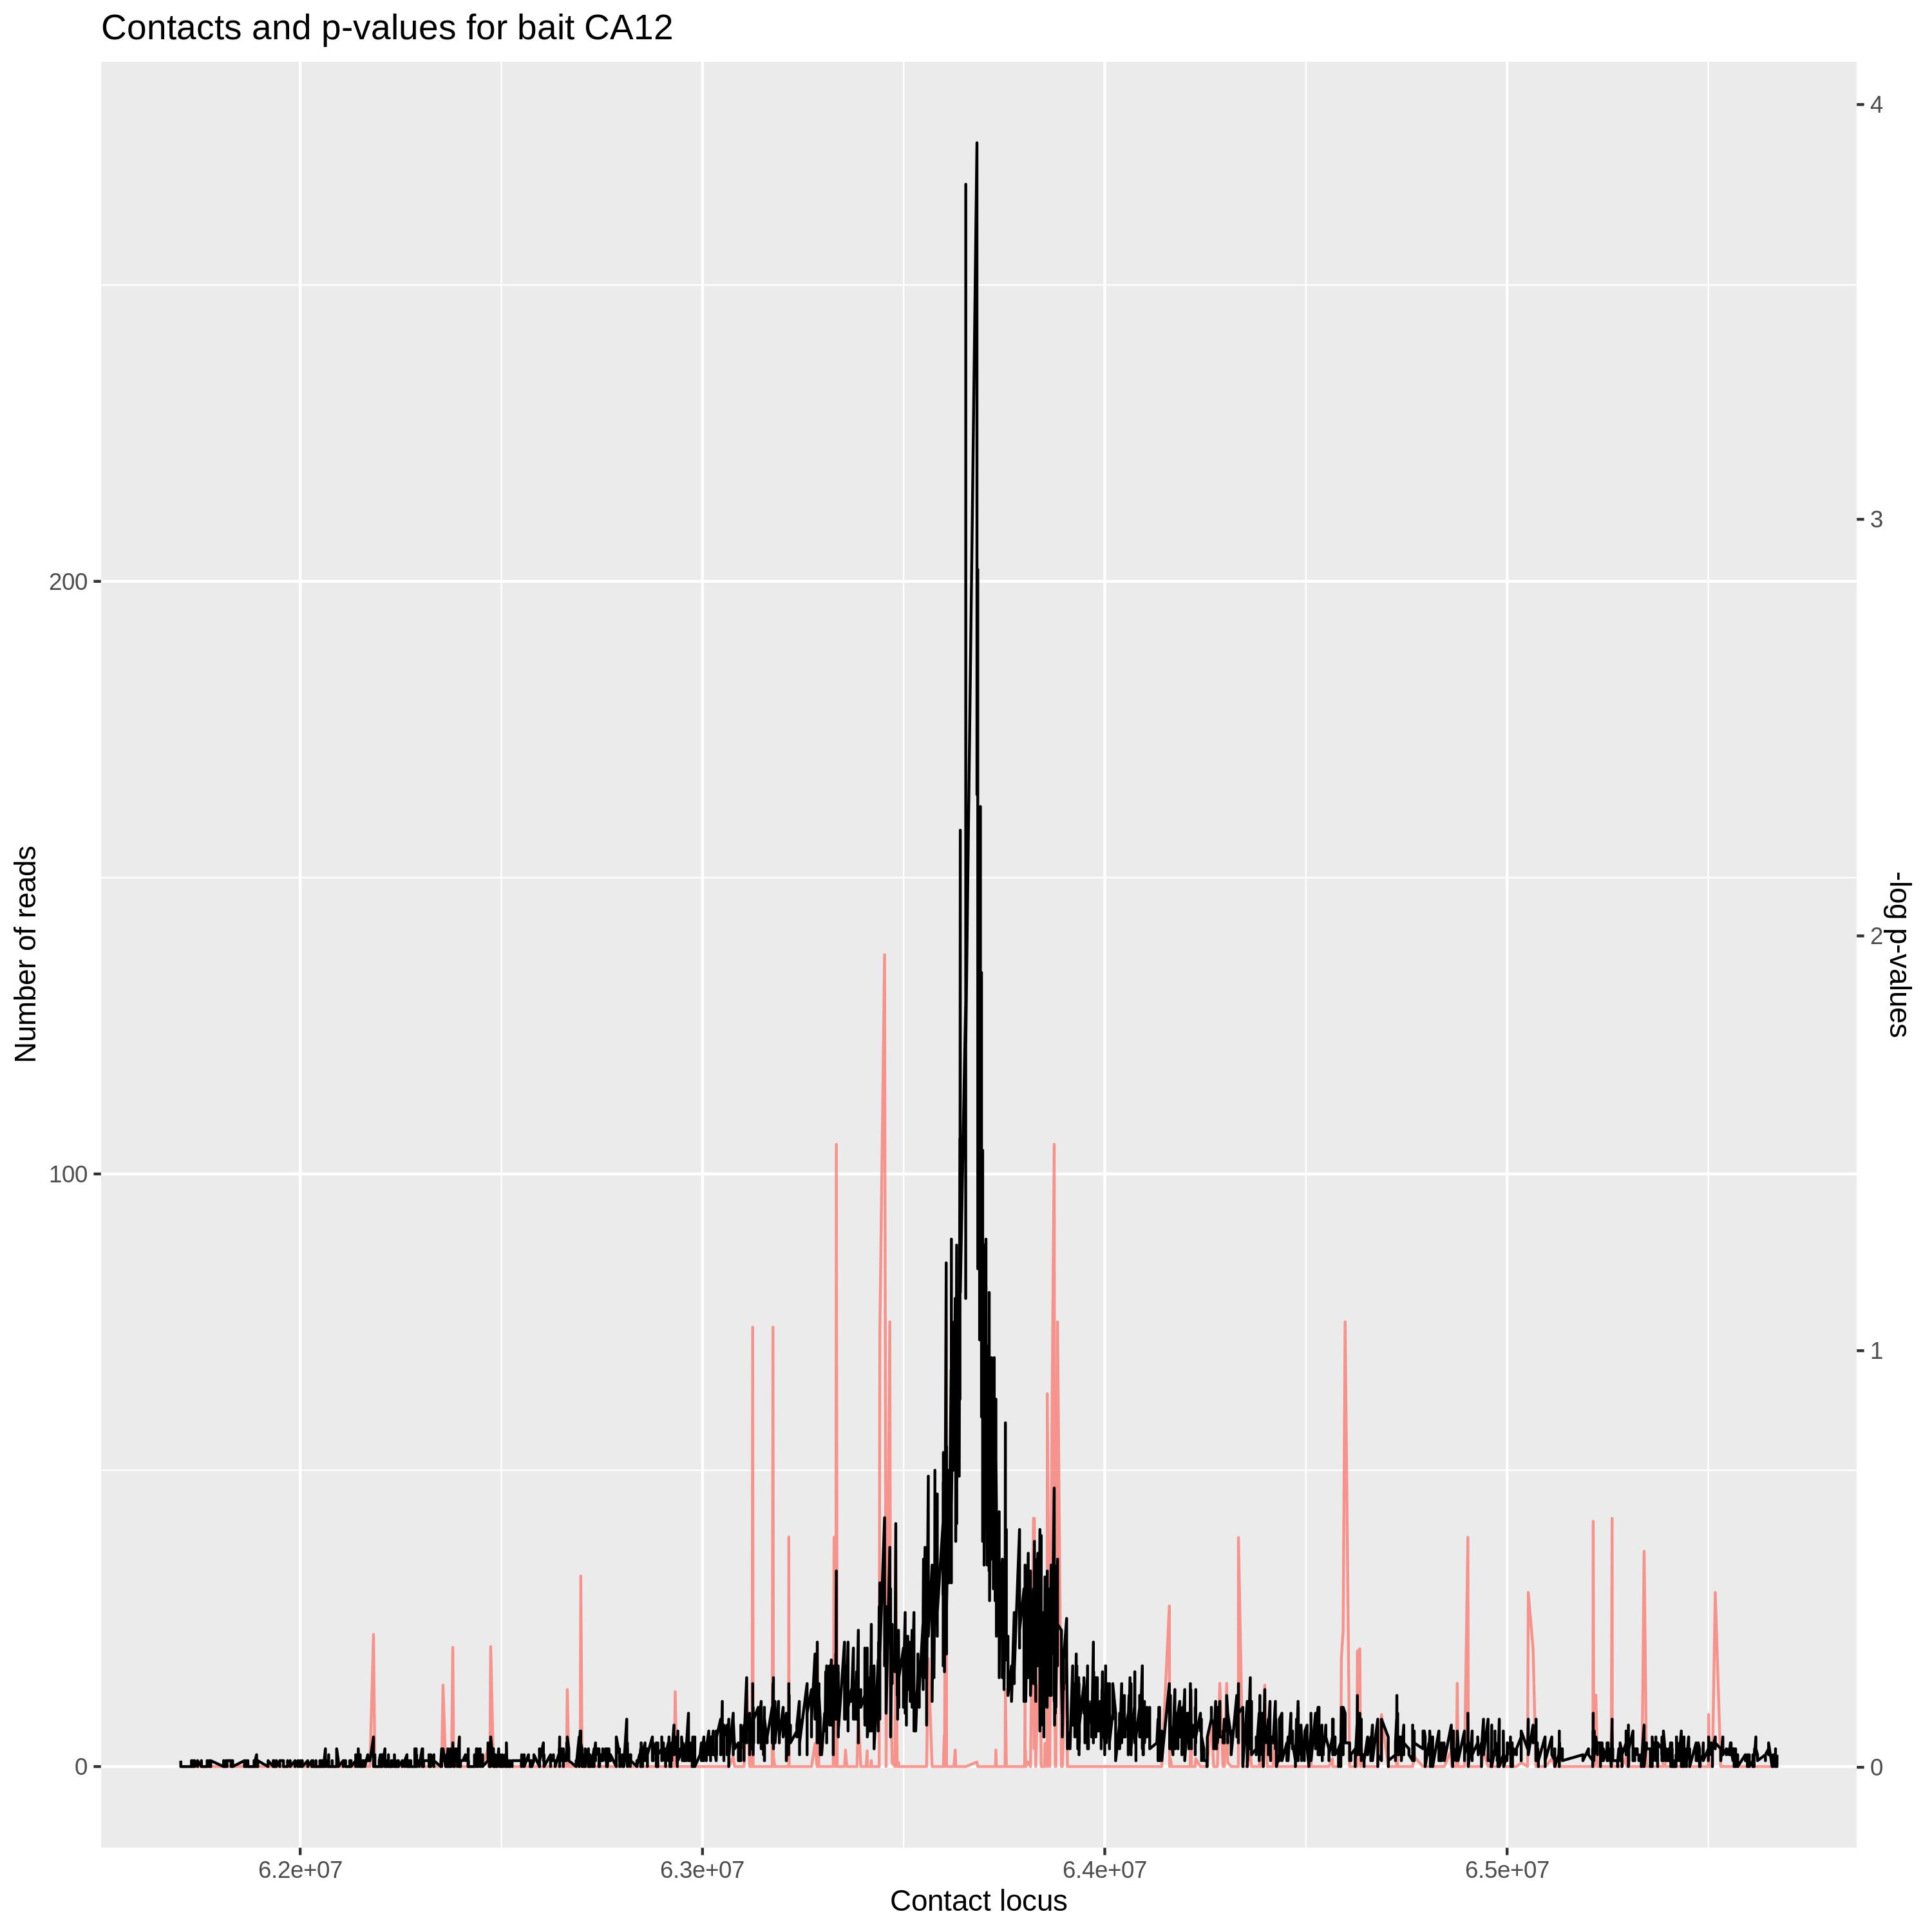 Contacts and p-values for bait CA12
4
3
200
2
Number of reads
-log p-values
100
1
0
0
6.2e+07
6.3e+07
6.4e+07
6.5e+07
Contact locus